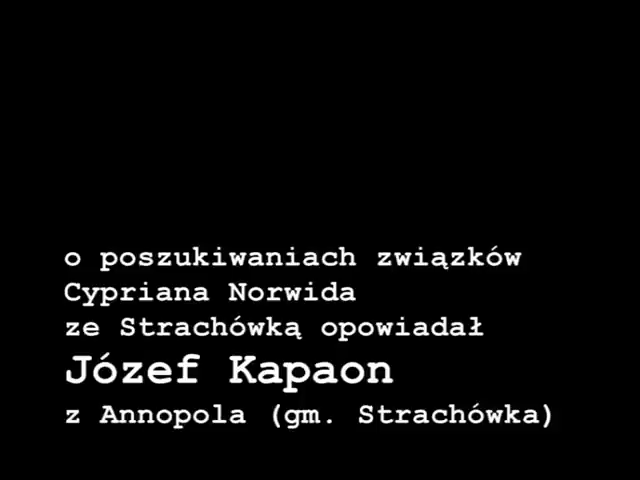 o poszukiwaniach związków
Cypriana Norwida
ze Strachówką opowiadał
Józef Kapaon
z Annopola (gm. Strachówka)